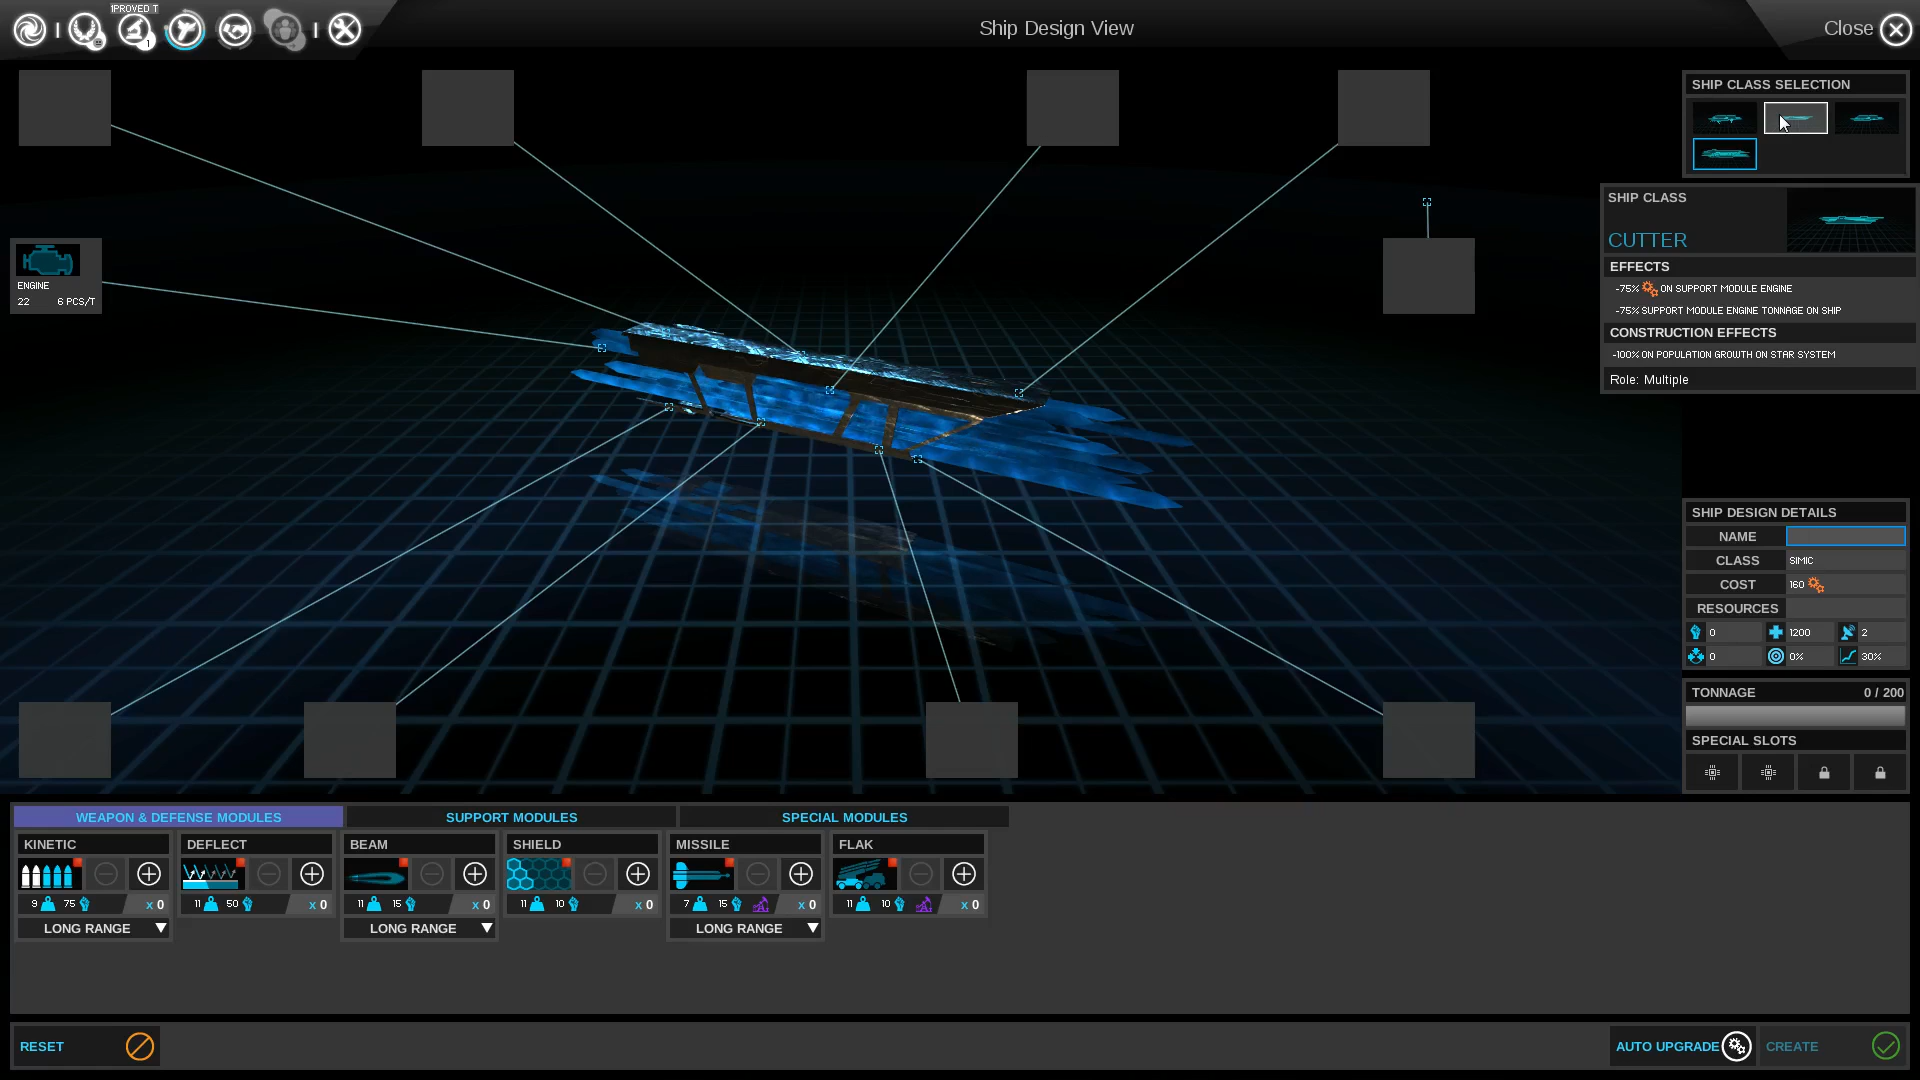 1PROVED T
1
Ship Design View
Close
SHIP CLASS SELECTION
SHIP CLASS
CUTTER
EFFECTS
-75% ON SUPPORT MODULE ENGINE
-75% SUPPORT MODULE ENGINE TONNAGE ON SHIP
CONSTRUCTION EFFECTS
-100% ON POPULATION GROWTH ON STAR SYSTEM
Role: Multiple
ENGINE
22 6 PCS/T
SHIP DESIGN DETAILS
NAME
CLASS SIMIC
COST 160
RESOURCES
0 1200 2
0 0% 30%
TONNAGE 0 / 200
SPECIAL SLOTS
WEAPON & DEFENSE MODULES SUPPORT MODULES SPECIAL MODULES
KINETIC DEFLECT BEAM SHIELD MISSILE FLAK
9 75 x 0 11 50 x 0 11 15 x 0 11 10 x 0 7 15 x 0 11 10 x 0
LONG RANGE LONG RANGE LONG RANGE
RESET AUTO UPGRADE CREATE